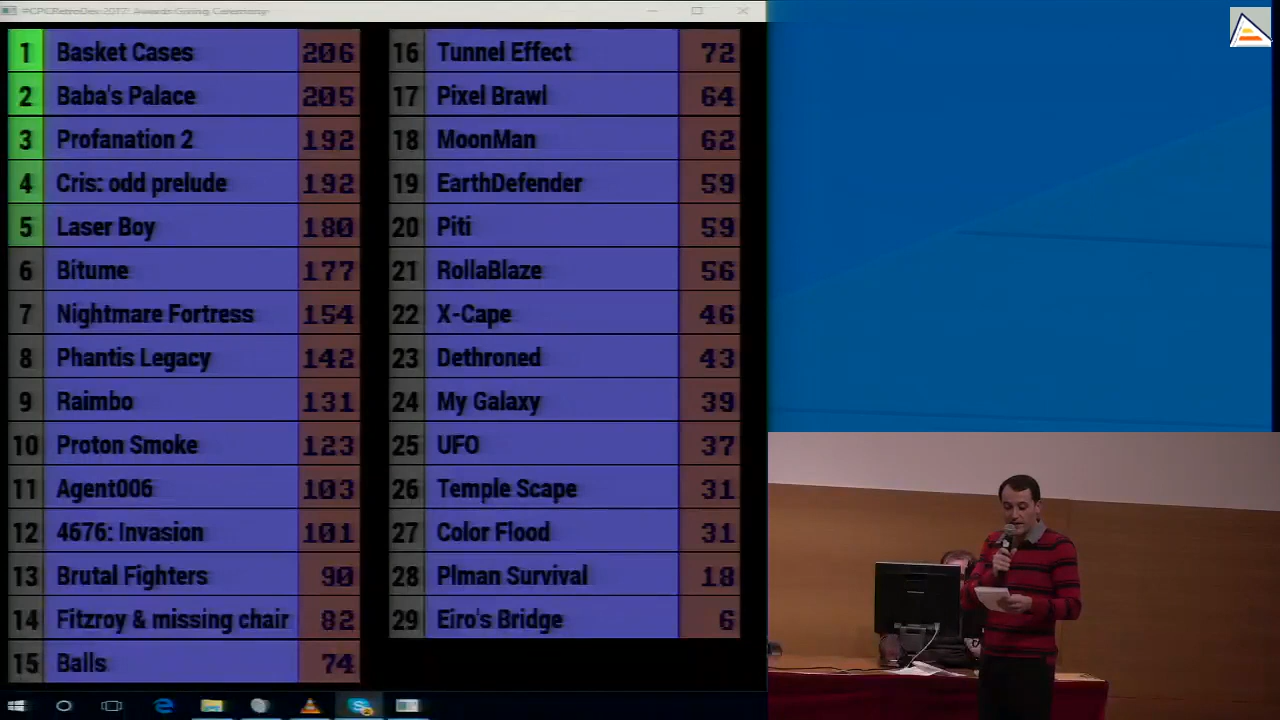 #CPCRetroDev 2017: Awards Giving Ceremony
1 Basket Cases 206
2 Baba's Palace 205
3 Profanation 2 192
4 Cris: odd prelude 192
5 Laser Boy 180
6 Bitume 177
7 Nightmare Fortress 154
8 Phantis Legacy 142
9 Raimbo 131
10 Proton Smoke 123
11 Agent006 103
12 4676: Invasion 101
13 Brutal Fighters 90
14 Fitzroy & missing chair 82
15 Balls 74
16 Tunnel Effect 72
17 Pixel Brawl 64
18 MoonMan 62
19 EarthDefender 59
20 Piti 59
21 RollaBlaze 56
22 X-Cape 46
23 Dethroned 43
24 My Galaxy 39
25 UFO 37
26 Temple Scape 31
27 Color Flood 31
28 Plman Survival 18
29 Eiro's Bridge 6